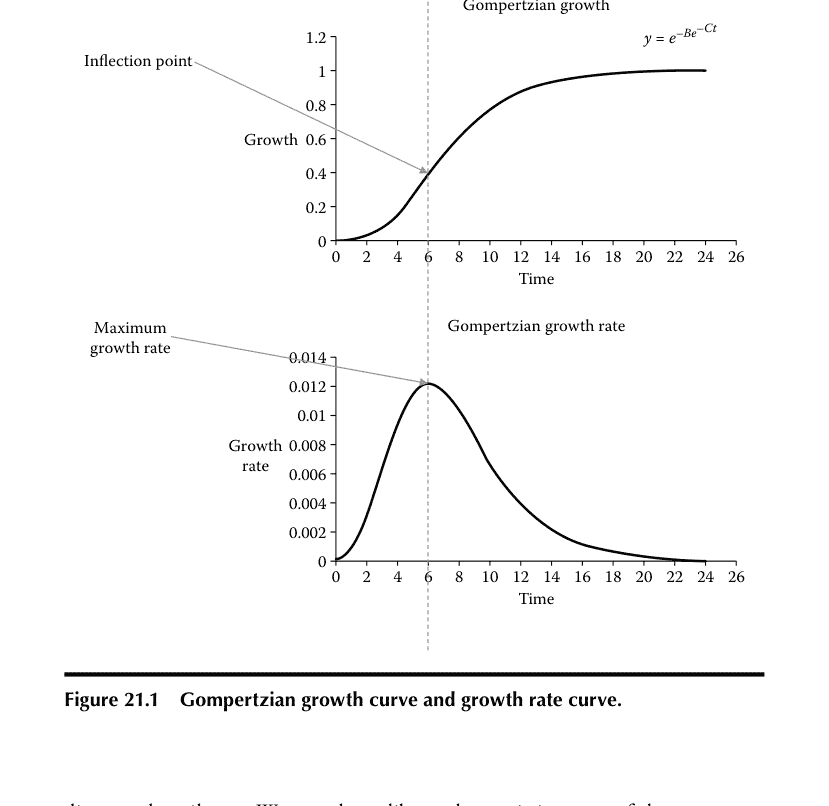 Gompertzian growth
y = e^–Be^–Ct
1.2
Inflection point
1
0.8
Growth 0.6
0.4
0.2
0
0 2 4 6 8 10 12 14 16 18 20 22 24 26
Time
Maximum
growth rate
Gompertzian growth rate
0.014
0.012
0.01
Growth 0.008
rate 0.006
0.004
0.002
0
0 2 4 6 8 10 12 14 16 18 20 22 24 26
Time
Figure 21.1 Gompertzian growth curve and growth rate curve.